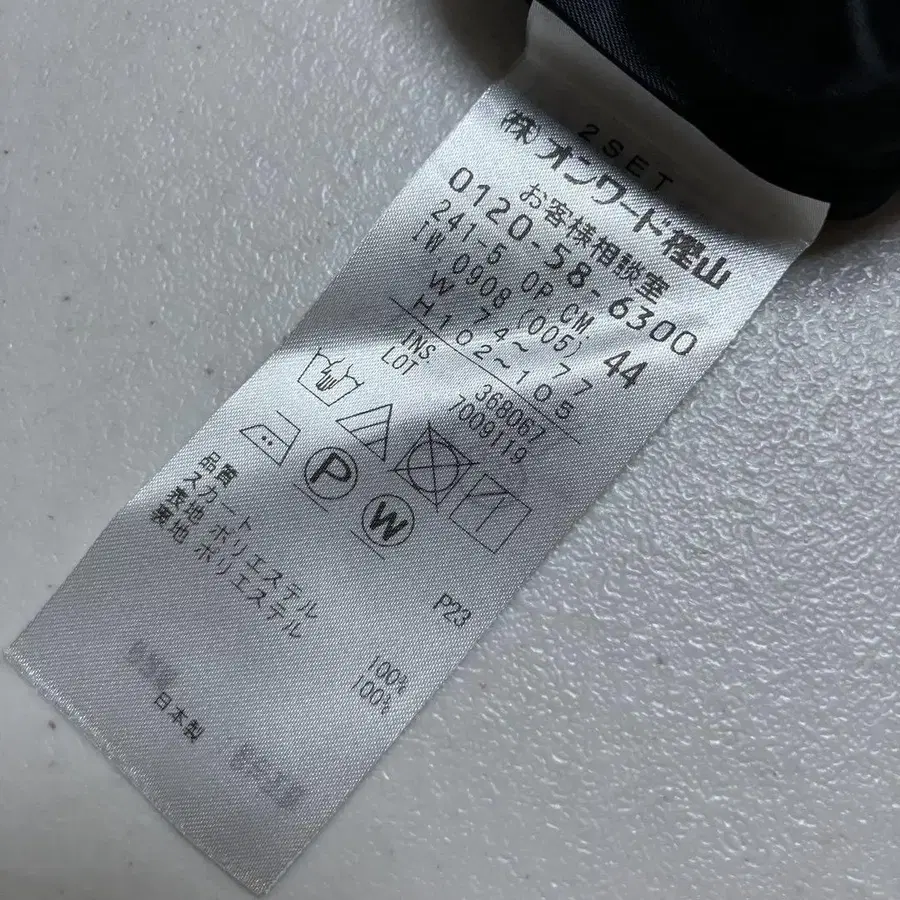 2SET
(株)オンワード樫山
お客様相談室
0120-58-6300
241-5 OP CM. 44
IW.0908 (005)
W 74~77
H102~105
INS 368067
LOT 7009119
P
W
P23
品質
スカート
表地 ポリエステル 100%
裏地 ポリエステル 100%
日本製